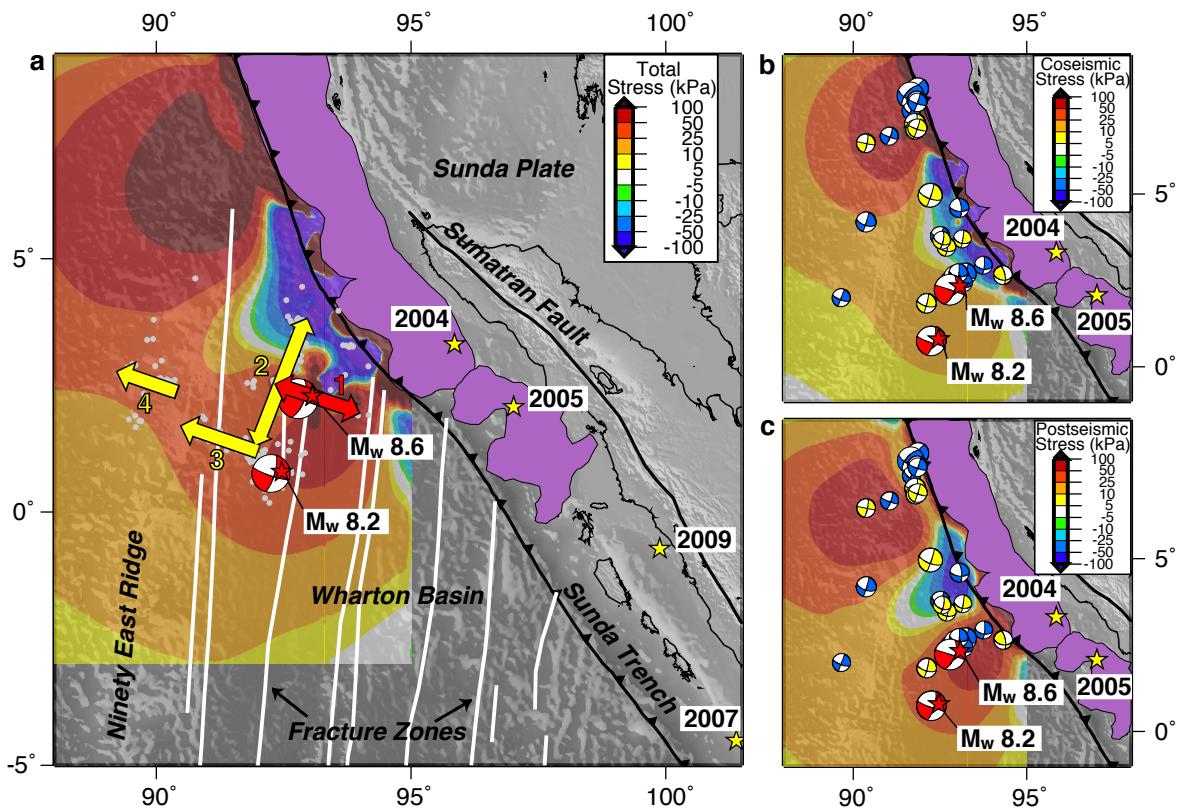 90˚ 95˚ 100˚
a
Total
Stress (kPa)
100
50
25
10
5
-5
-10
-25
-50
-100
Sunda Plate
Sumatran Fault
5˚
0˚
-5˚
2004
2005
2009
2007
1
2
3
4
Mw 8.6
Mw 8.2
Ninety East Ridge
Wharton Basin
Fracture Zones
Sunda Trench
90˚ 95˚ 100˚
90˚ 95˚
b
Coseismic
Stress (kPa)
100
50
25
10
5
-5
-10
-25
-50
-100
5˚
0˚
2004
2005
Mw 8.6
Mw 8.2
c
Postseismic
Stress (kPa)
100
50
25
10
5
-5
-10
-25
-50
-100
5˚
0˚
2004
2005
Mw 8.6
Mw 8.2
90˚ 95˚